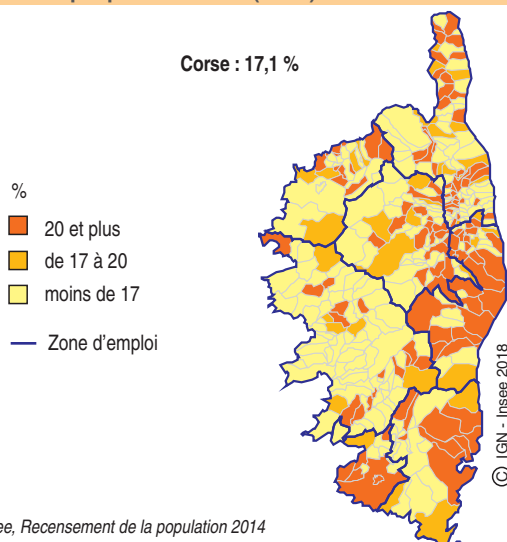 Corse : 17,1 %
%
20 et plus
de 17 à 20
moins de 17
Zone d'emploi
© IGN - Insee 2018
ee, Recensement de la population 2014